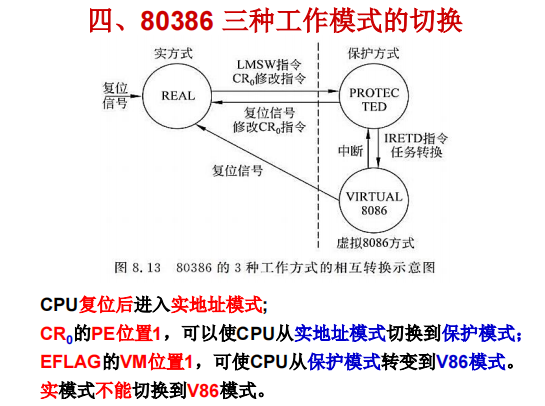 四、80386 三种工作模式的切换
实方式
保护方式
LMSW指令
CR0修改指令
复位
信号
REAL
PROTEC
TED
复位信号
修改CR0指令
中断
IRETD指令
任务转换
复位信号
VIRTUAL
8086
虚拟8086方式
图 8.13 80386 的 3 种工作方式的相互转换示意图
CPU复位后进入实地址模式;
CR0的PE位置1，可以使CPU从实地址模式切换到保护模式；
EFLAG的VM位置1，可使CPU从保护模式转变到V86模式。
实模式不能切换到V86模式。